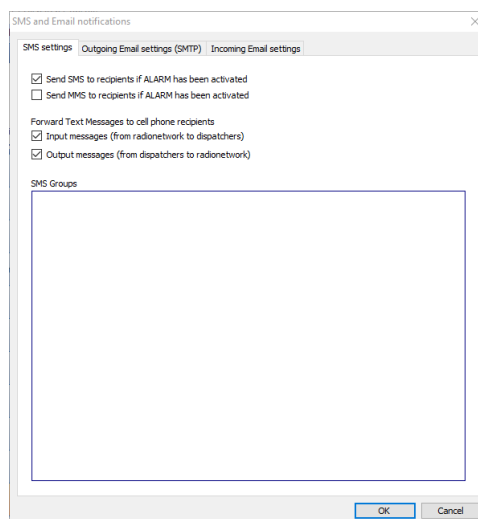 SMS and Email notifications
SMS settings Outgoing Email settings (SMTP) Incoming Email settings
Send SMS to recipients if ALARM has been activated
Send MMS to recipients if ALARM has been activated
Forward Text Messages to cell phone recipients
Input messages (from radionetwork to dispatchers)
Output messages (from dispatchers to radionetwork)
SMS Groups
OK Cancel